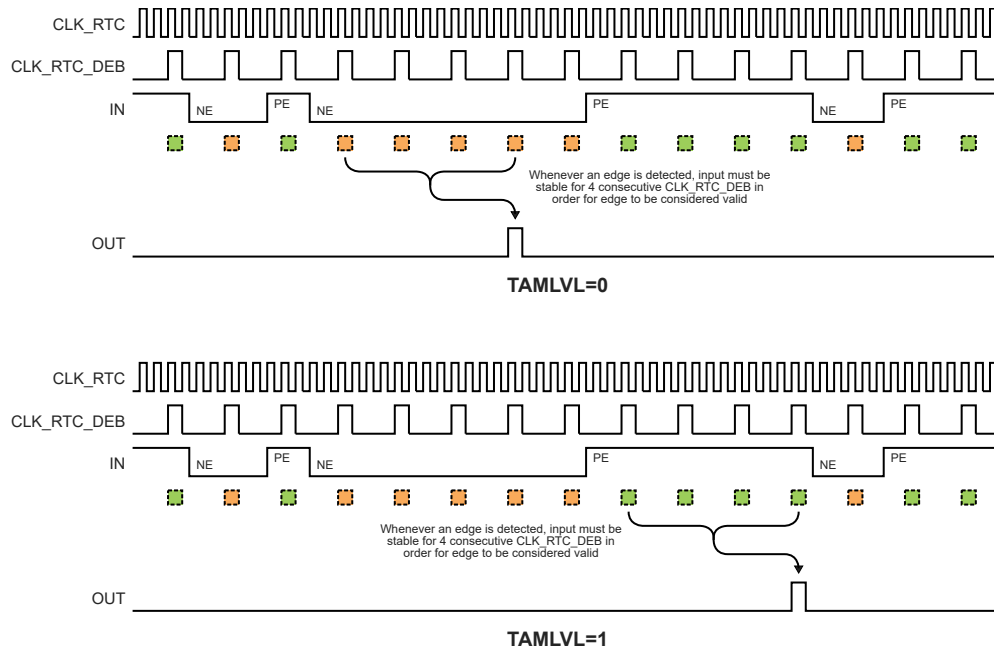 CLK_RTC
CLK_RTC_DEB
IN
NE
PE
NE
PE
NE
PE
Whenever an edge is detected, input must be
stable for 4 consecutive CLK_RTC_DEB in
order for edge to be considered valid
OUT
TAMLVL=0
CLK_RTC
CLK_RTC_DEB
IN
NE
PE
NE
PE
NE
PE
Whenever an edge is detected, input must be
stable for 4 consecutive CLK_RTC_DEB in
order for edge to be considered valid
OUT
TAMLVL=1